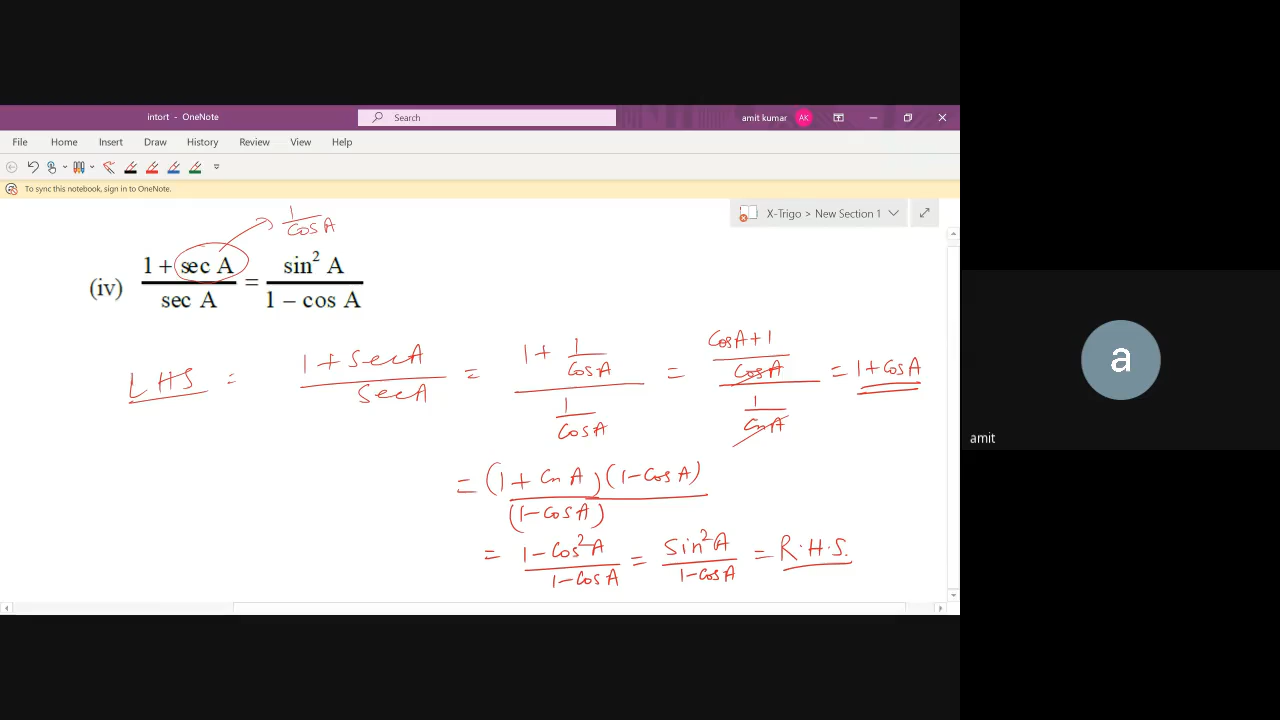 intort - OneNote
Search
amit kumar AK
File Home Insert Draw History Review View Help
To sync this notebook, sign in to OneNote.
X-Trigo > New Section 1
1/cosA
(iv) (1 + sec A)/(sec A) = (sin² A)/(1 − cos A)
LHS = (1 + SecA)/(SecA) = (1 + 1/CosA)/(1/CosA) = ((CosA+1)/CosA)/(1/CosA) = 1+CosA
= (1 + Cos A)(1−CosA)/(1−CosA)
= (1−Cos²A)/(1−CosA) = (Sin²A)/(1−CosA) = R.H.S.
a
amit